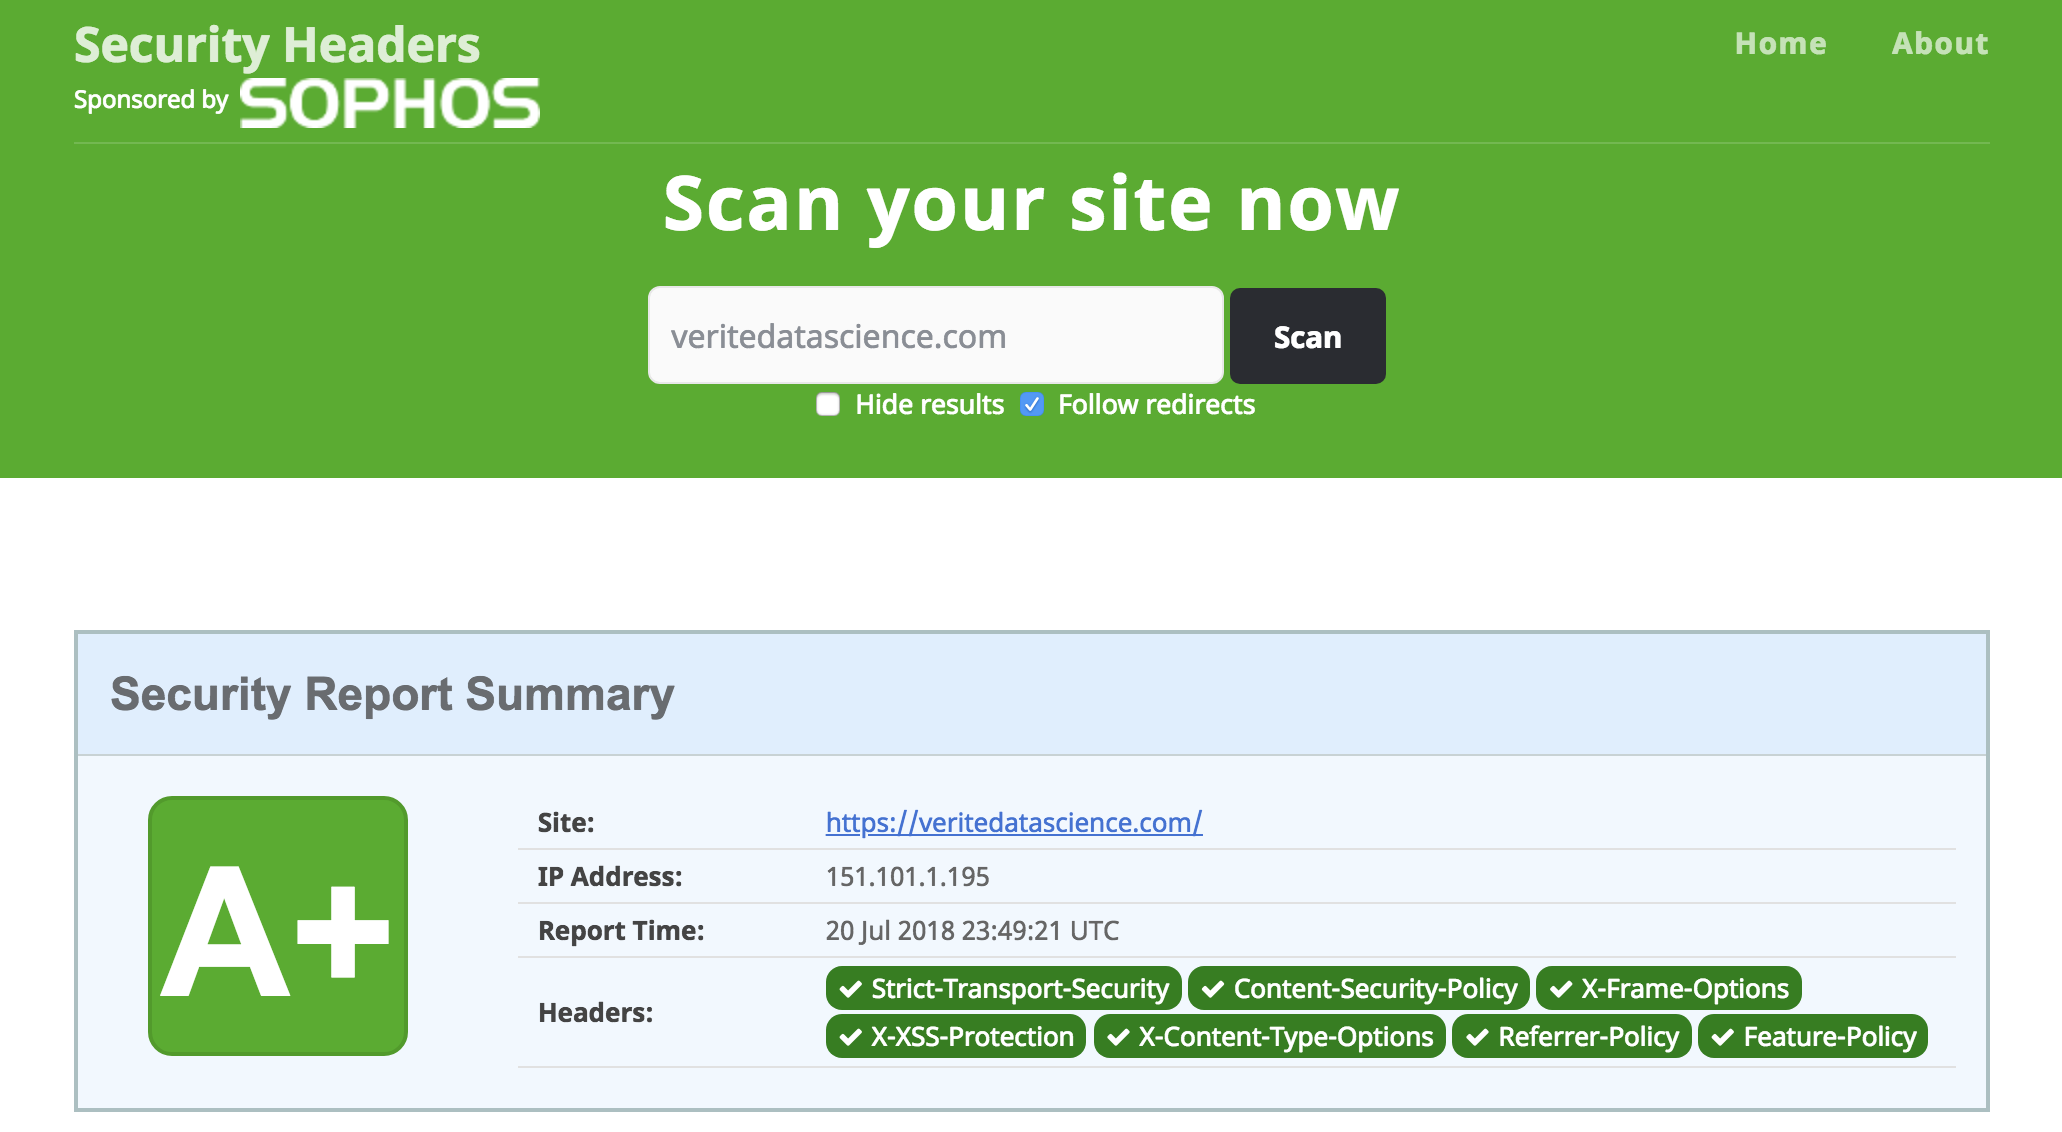 Security Headers
Home About
Sponsored by SOPHOS
Scan your site now
veritedatascience.com Scan
Hide results Follow redirects
Security Report Summary
A+
Site: https://veritedatascience.com/
IP Address: 151.101.1.195
Report Time: 20 Jul 2018 23:49:21 UTC
Headers: Strict-Transport-Security Content-Security-Policy X-Frame-Options
X-XSS-Protection X-Content-Type-Options Referrer-Policy Feature-Policy